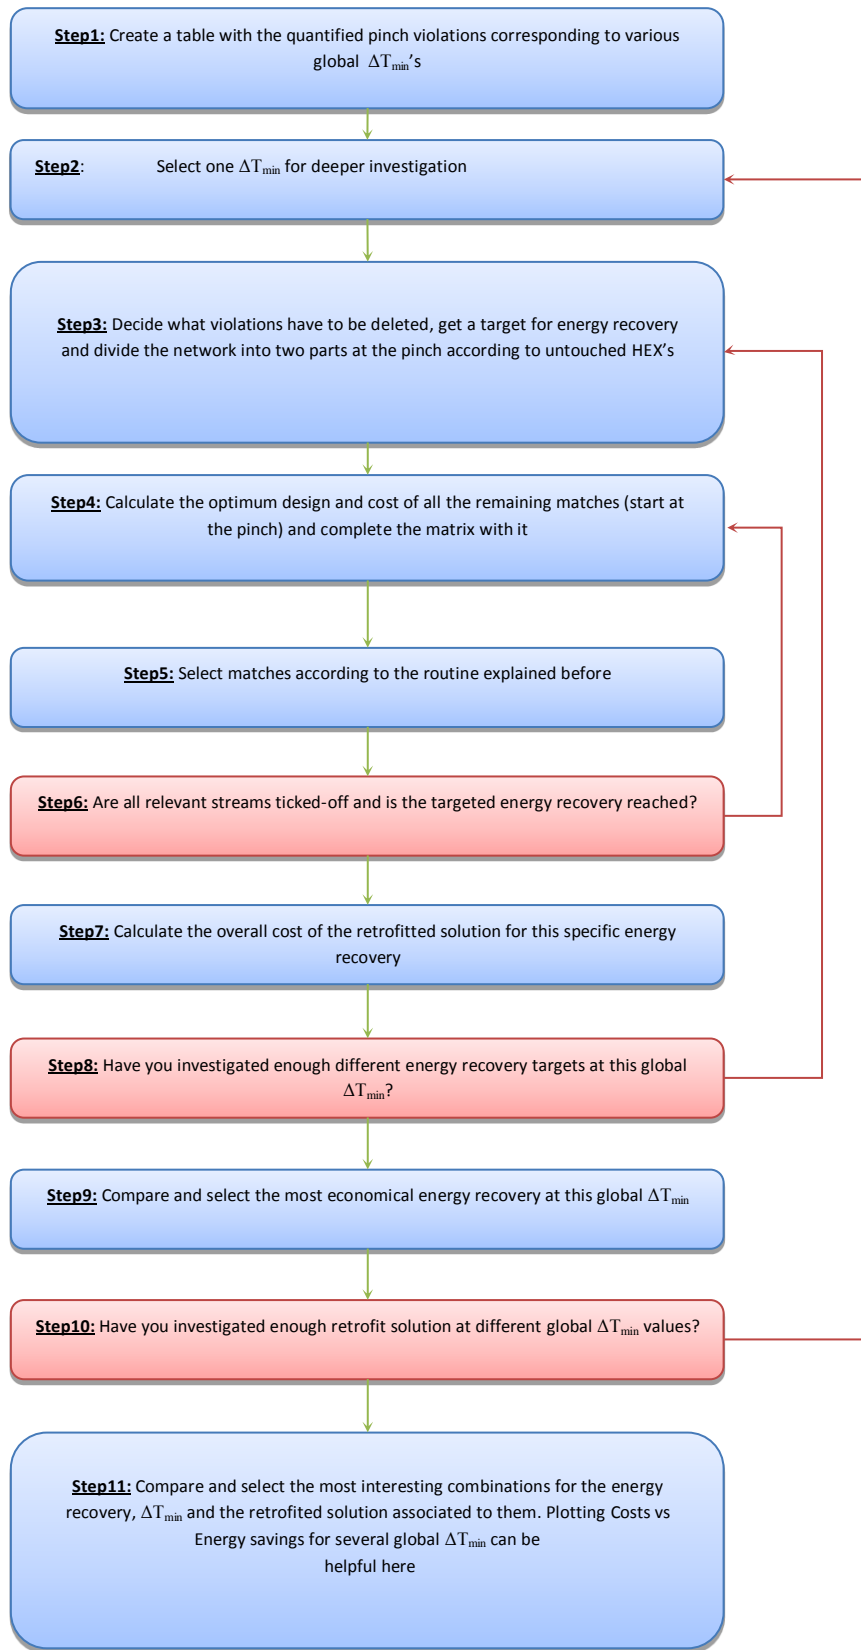 Step1: Create a table with the quantified pinch violations corresponding to various
global ΔTmin's
Step2: Select one ΔTmin for deeper investigation
Step3: Decide what violations have to be deleted, get a target for energy recovery
and divide the network into two parts at the pinch according to untouched HEX's
Step4: Calculate the optimum design and cost of all the remaining matches (start at
the pinch) and complete the matrix with it
Step5: Select matches according to the routine explained before
Step6: Are all relevant streams ticked-off and is the targeted energy recovery reached?
Step7: Calculate the overall cost of the retrofitted solution for this specific energy
recovery
Step8: Have you investigated enough different energy recovery targets at this global
ΔTmin?
Step9: Compare and select the most economical energy recovery at this global ΔTmin
Step10: Have you investigated enough retrofit solution at different global ΔTmin values?
Step11: Compare and select the most interesting combinations for the energy
recovery, ΔTmin and the retrofited solution associated to them. Plotting Costs vs
Energy savings for several global ΔTmin can be
helpful here